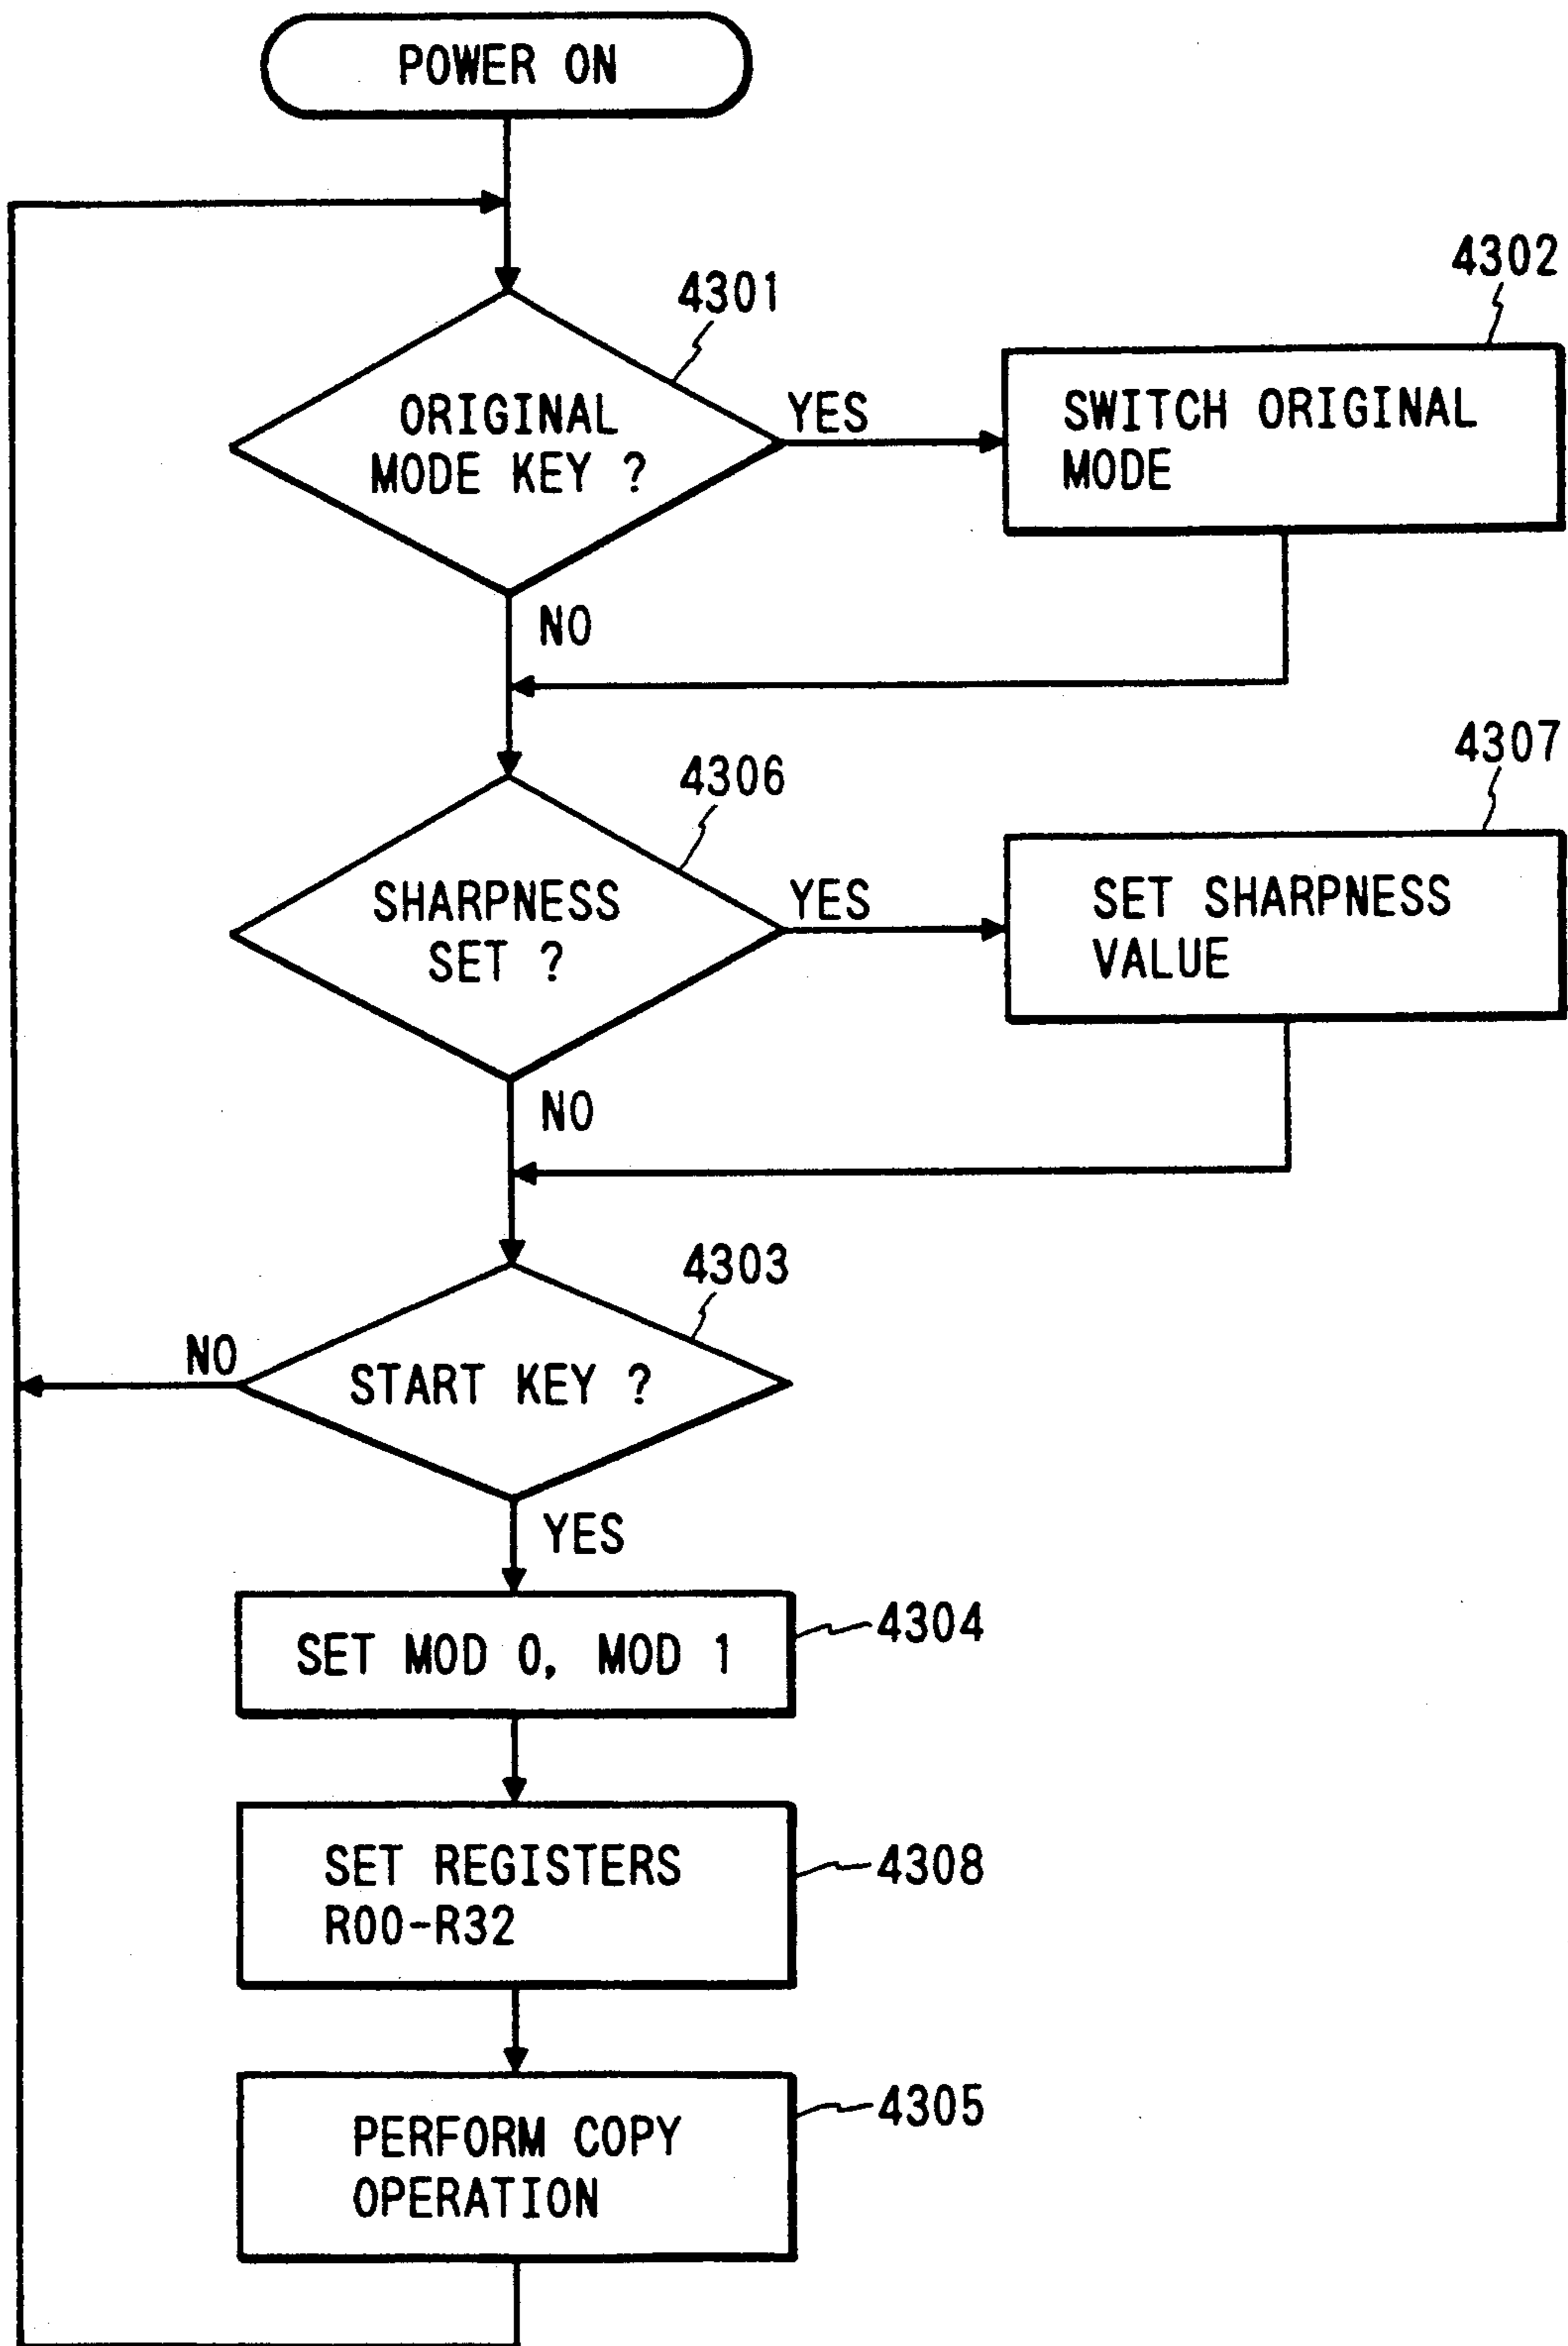 POWER ON
4301
4302
ORIGINAL
MODE KEY ?
YES
SWITCH ORIGINAL
MODE
NO
4306
4307
SHARPNESS
SET ?
YES
SET SHARPNESS
VALUE
NO
4303
NO
START KEY ?
YES
SET MOD 0, MOD 1
4304
SET REGISTERS
R00-R32
4308
PERFORM COPY
OPERATION
4305